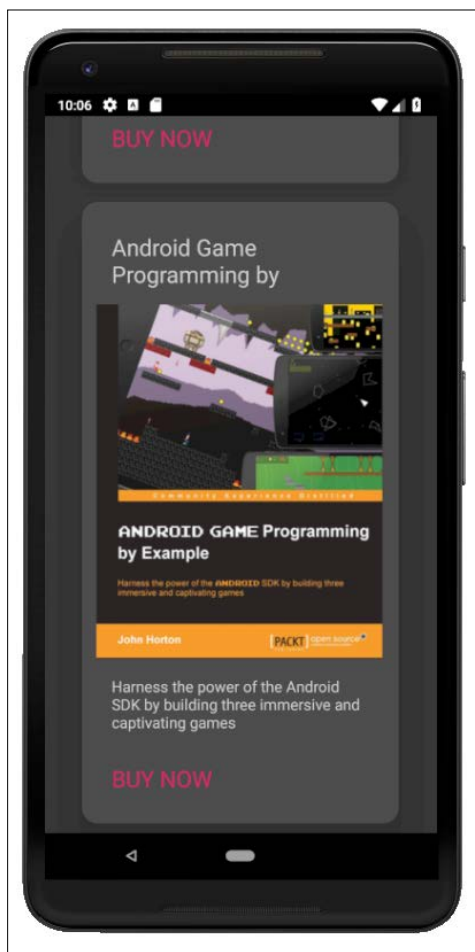 10:06
BUY NOW
Android Game
Programming by
Community Experience Distilled
ANDROID GAME Programming
by Example
Harness the power of the ANDROID SDK by building three
immersive and captivating games
John Horton
PACKT open source
Harness the power of the Android
SDK by building three immersive and
captivating games
BUY NOW